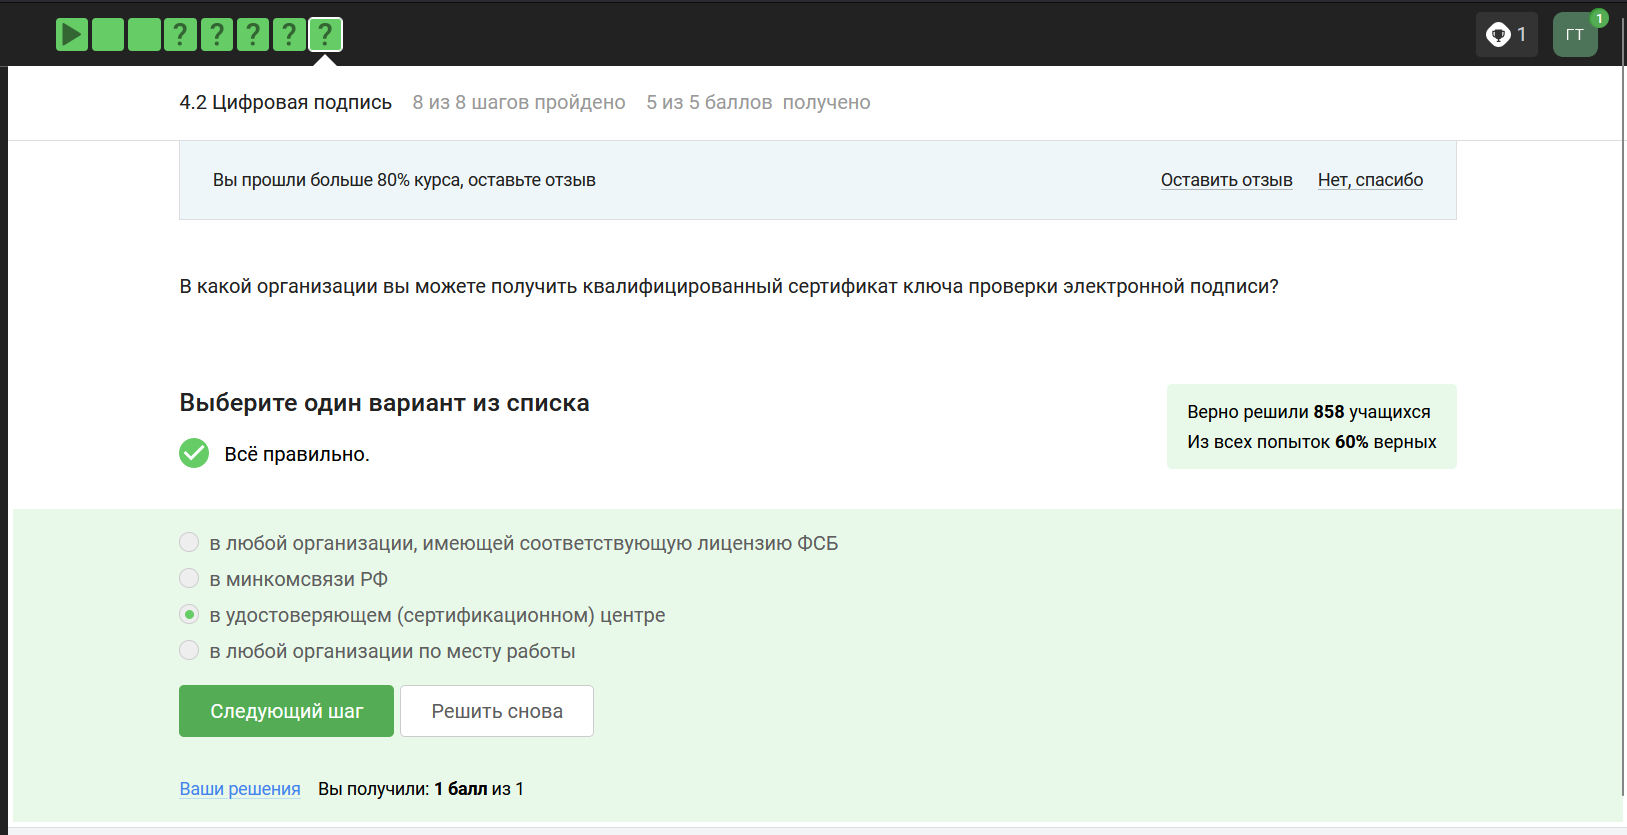 ? ? ? ? ?
1
ГТ
1
4.2 Цифровая подпись 8 из 8 шагов пройдено 5 из 5 баллов получено
Вы прошли больше 80% курса, оставьте отзыв Оставить отзыв Нет, спасибо
В какой организации вы можете получить квалифицированный сертификат ключа проверки электронной подписи?
Выберите один вариант из списка
Всё правильно.
Верно решили 858 учащихся
Из всех попыток 60% верных
в любой организации, имеющей соответствующую лицензию ФСБ
в минкомсвязи РФ
в удостоверяющем (сертификационном) центре
в любой организации по месту работы
Следующий шаг Решить снова
Ваши решения Вы получили: 1 балл из 1